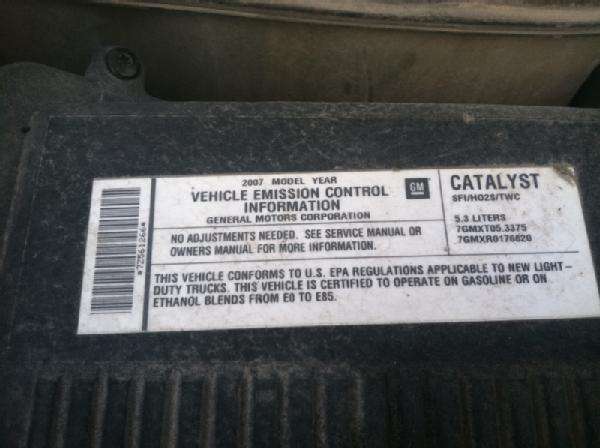 2007 MODEL YEAR
VEHICLE EMISSION CONTROL
INFORMATION
GENERAL MOTORS CORPORATION
GM
NO ADJUSTMENTS NEEDED. SEE SERVICE MANUAL OR
OWNERS MANUAL FOR MORE INFORMATION.
CATALYST
SFI/HO2S/TWC
5.3 LITERS
7GMXT05.3375
7GMXR0176820
THIS VEHICLE CONFORMS TO U.S. EPA REGULATIONS APPLICABLE TO NEW LIGHT-
DUTY TRUCKS. THIS VEHICLE IS CERTIFIED TO OPERATE ON GASOLINE OR ON
ETHANOL BLENDS FROM E0 TO E85.
*72561266*